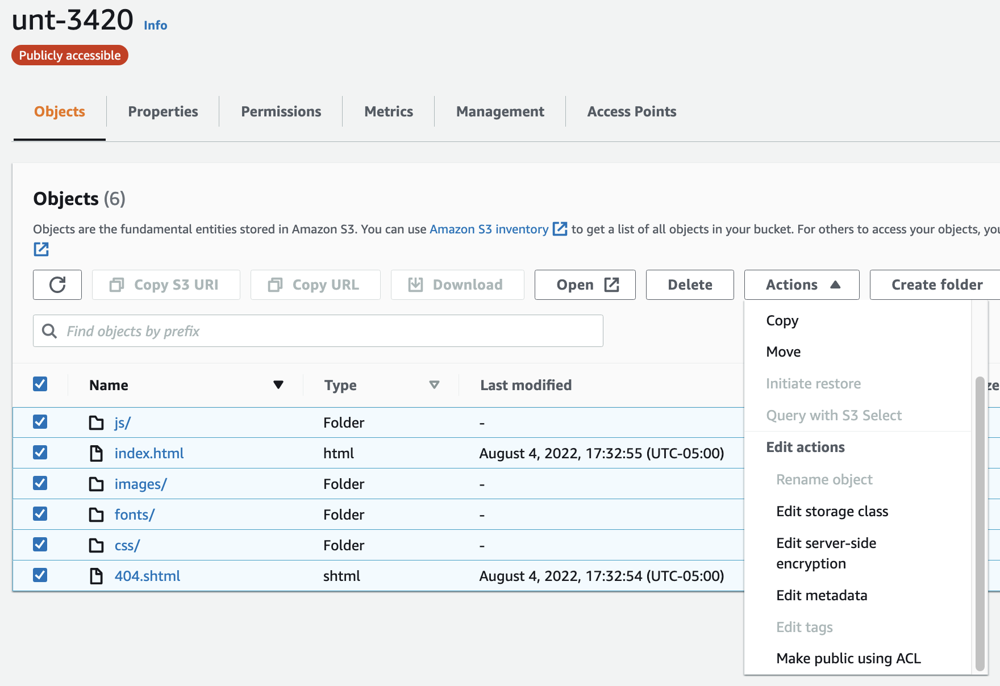 unt-3420 Info
Publicly accessible
Objects Properties Permissions Metrics Management Access Points
Objects (6)
Objects are the fundamental entities stored in Amazon S3. You can use Amazon S3 inventory to get a list of all objects in your bucket. For others to access your objects, you
Copy S3 URI Copy URL Download Open Delete Actions Create folder
Find objects by prefix
Name Type Last modified ze
js/ Folder -
index.html html August 4, 2022, 17:32:55 (UTC-05:00)
images/ Folder -
fonts/ Folder -
css/ Folder -
404.shtml shtml August 4, 2022, 17:32:54 (UTC-05:00)
Copy
Move
Initiate restore
Query with S3 Select
Edit actions
Rename object
Edit storage class
Edit server-side
encryption
Edit metadata
Edit tags
Make public using ACL